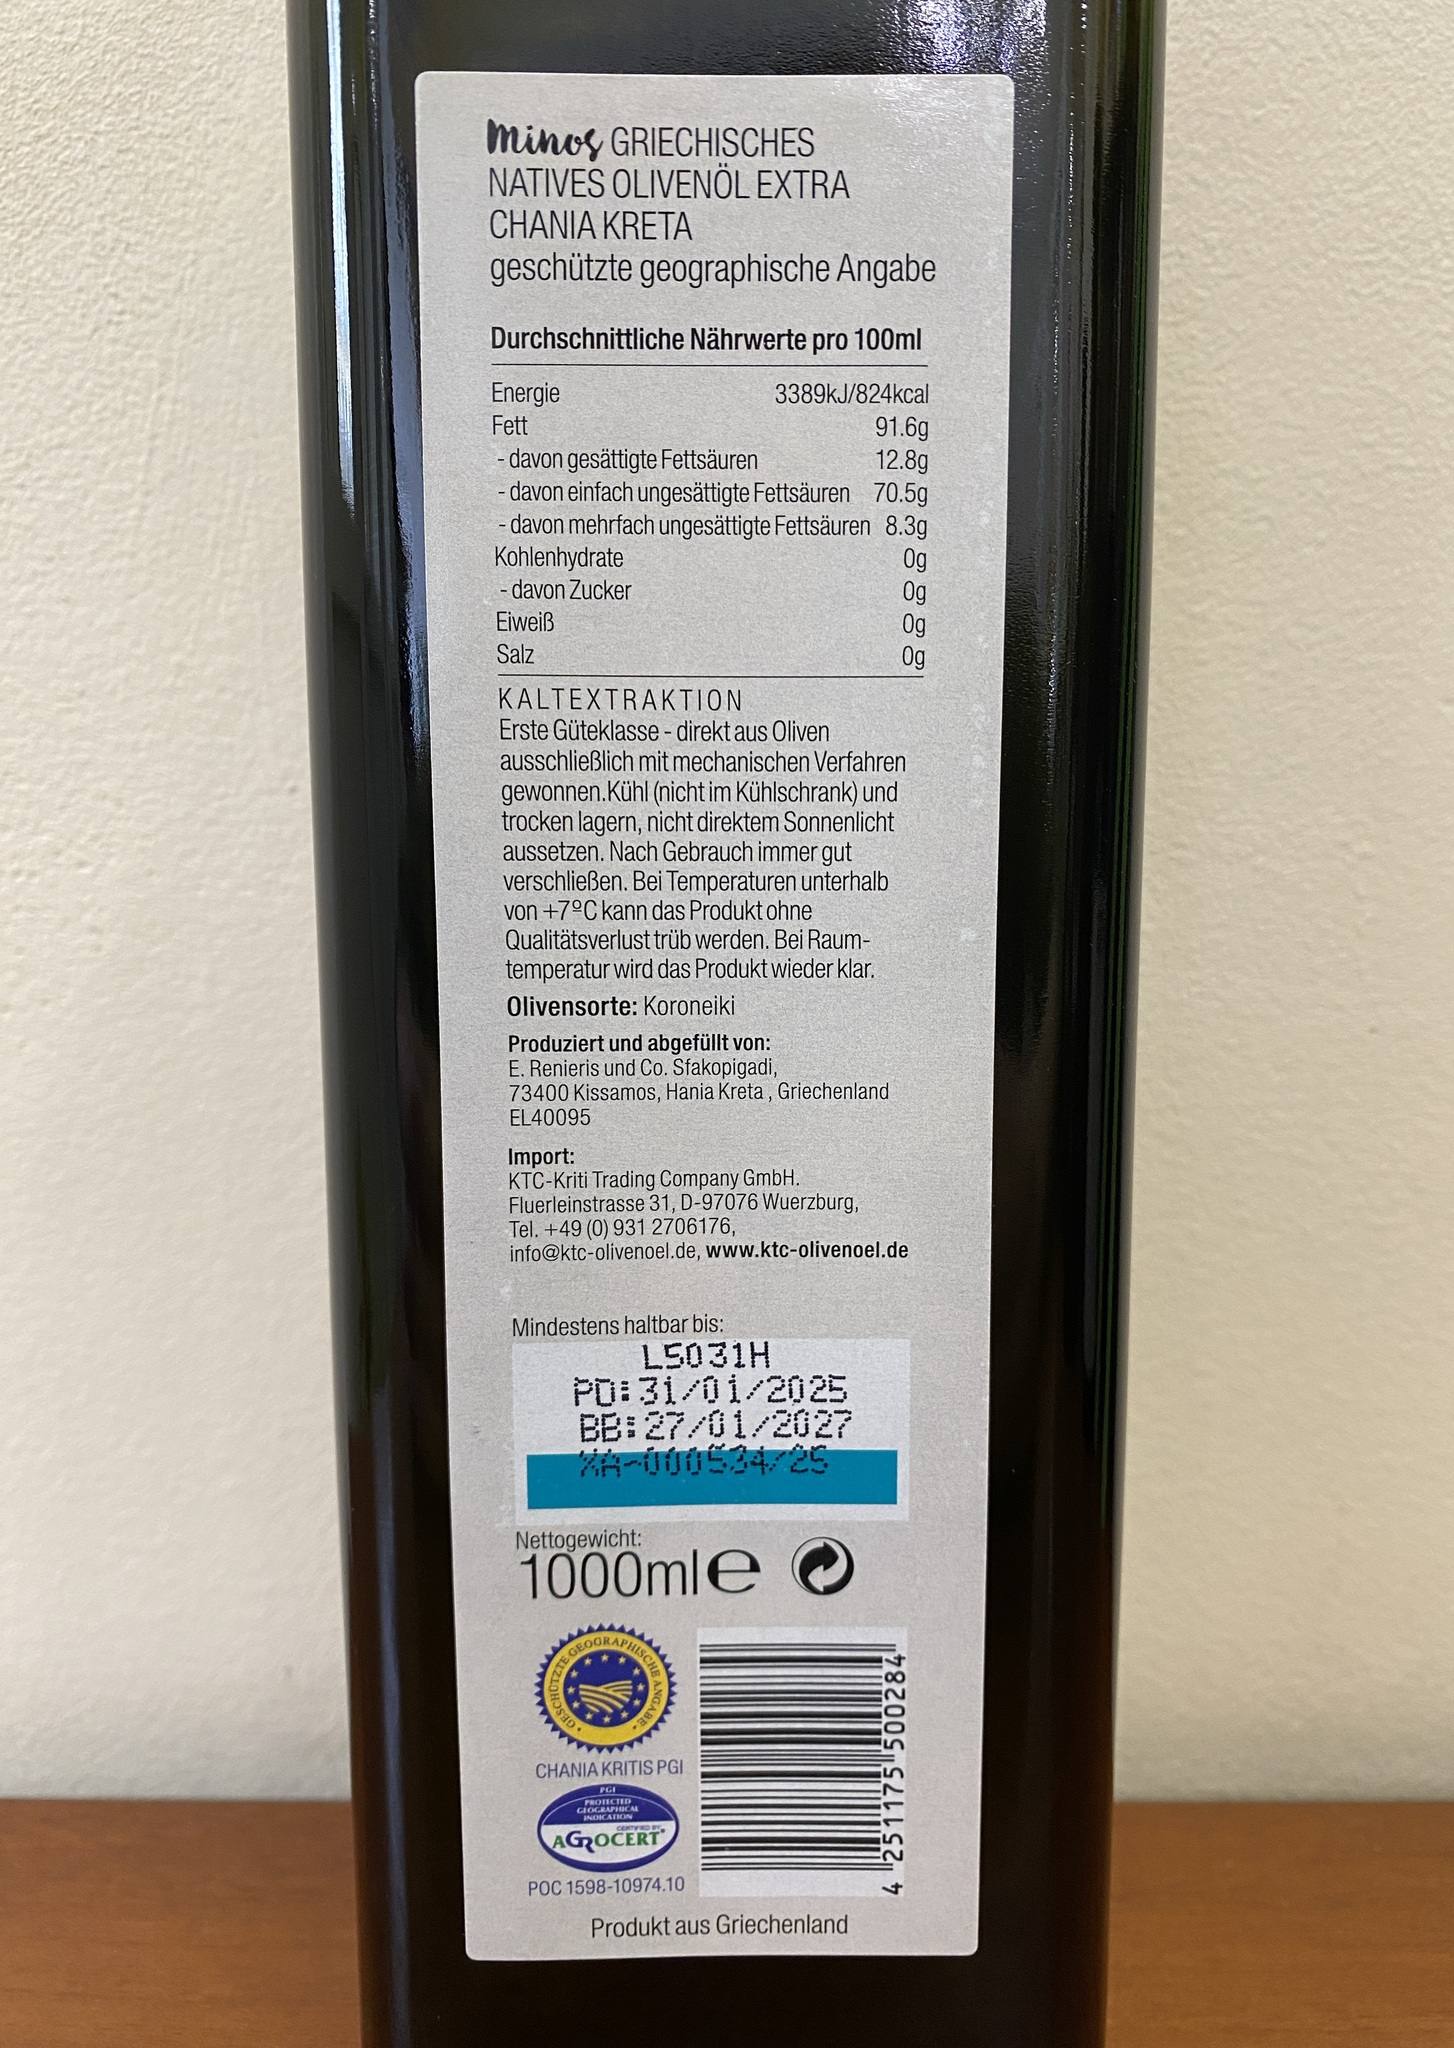 Minos GRIECHISCHES
NATIVES OLIVENÖL EXTRA
CHANIA KRETA
geschützte geographische Angabe
Durchschnittliche Nährwerte pro 100ml
Energie 3389kJ/824kcal
Fett 91.6g
- davon gesättigte Fettsäuren 12.8g
- davon einfach ungesättigte Fettsäuren 70.5g
- davon mehrfach ungesättigte Fettsäuren 8.3g
Kohlenhydrate 0g
- davon Zucker 0g
Eiweiß 0g
Salz 0g
KALTEXTRAKTION
Erste Güteklasse - direkt aus Oliven
ausschließlich mit mechanischen Verfahren
gewonnen.Kühl (nicht im Kühlschrank) und
trocken lagern, nicht direktem Sonnenlicht
aussetzen. Nach Gebrauch immer gut
verschließen. Bei Temperaturen unterhalb
von +7ºC kann das Produkt ohne
Qualitätsverlust trüb werden. Bei Raum-
temperatur wird das Produkt wieder klar.
Olivensorte: Koroneiki
Produziert und abgefüllt von:
E. Renieris und Co. Sfakopigadi,
73400 Kissamos, Hania Kreta , Griechenland
EL40095
Import:
KTC-Kriti Trading Company GmbH.
Fluerleinstrasse 31, D-97076 Wuerzburg,
Tel. +49 (0) 931 2706176,
info@ktc-olivenoel.de, www.ktc-olivenoel.de
Mindestens haltbar bis:
L5031H
PD:31/01/2025
BB:27/01/2027
XA-000534/25
Nettogewicht:
1000ml e
GESCHÜTZTE GEOGRAPHISCHE ANGABE
CHANIA KRITIS PGI
PGI
PROTECTED
GEOGRAPHICAL
INDICATION
CERTIFIED BY
AGROCERT
POC 1598-10974.10
4 251175 500284
Produkt aus Griechenland